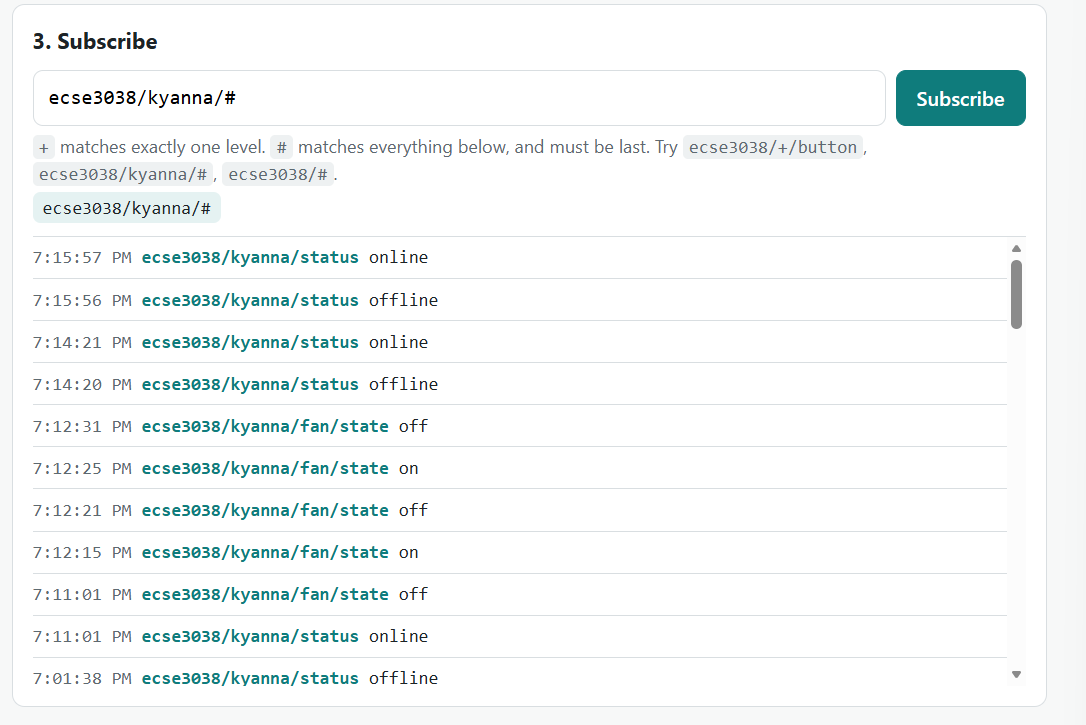 3. Subscribe
ecse3038/kyanna/#
Subscribe
+ matches exactly one level. # matches everything below, and must be last. Try ecse3038/+/button,
ecse3038/kyanna/#, ecse3038/#.
ecse3038/kyanna/#
7:15:57 PM ecse3038/kyanna/status online
7:15:56 PM ecse3038/kyanna/status offline
7:14:21 PM ecse3038/kyanna/status online
7:14:20 PM ecse3038/kyanna/status offline
7:12:31 PM ecse3038/kyanna/fan/state off
7:12:25 PM ecse3038/kyanna/fan/state on
7:12:21 PM ecse3038/kyanna/fan/state off
7:12:15 PM ecse3038/kyanna/fan/state on
7:11:01 PM ecse3038/kyanna/fan/state off
7:11:01 PM ecse3038/kyanna/status online
7:01:38 PM ecse3038/kyanna/status offline